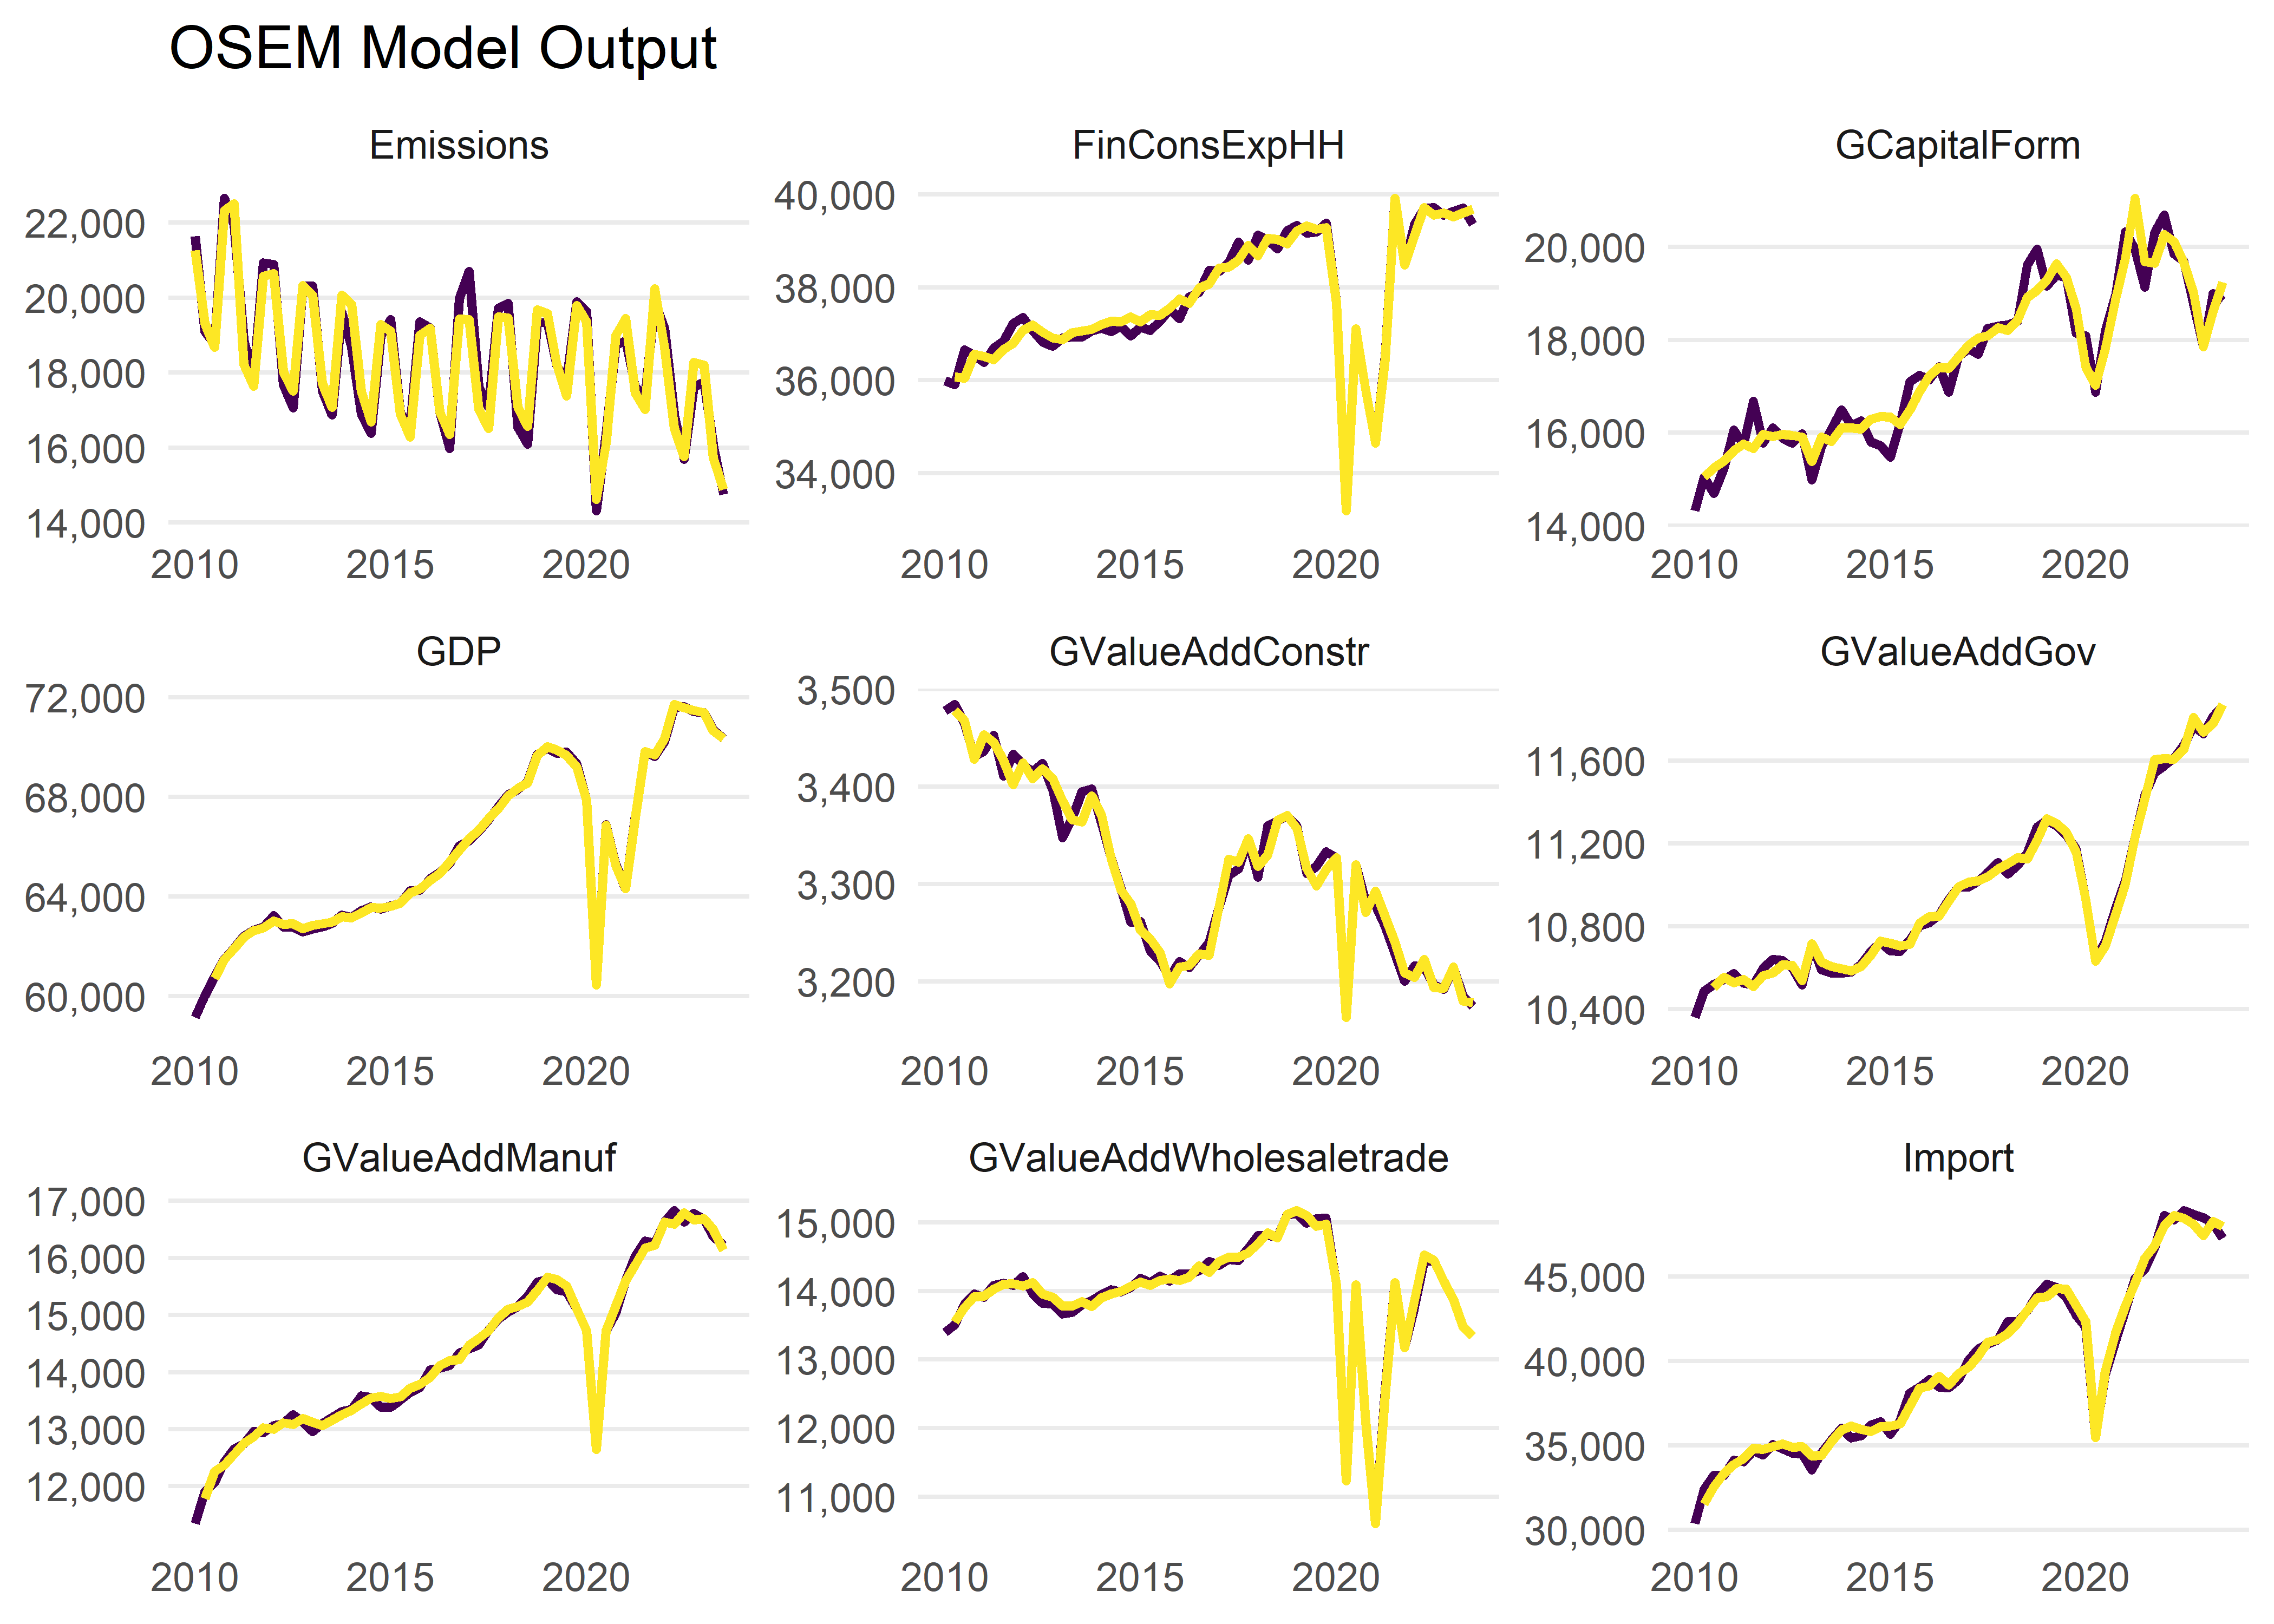 OSEM Model Output
Emissions
22,000
20,000
18,000
16,000
14,000
2010 2015 2020
FinConsExpHH
40,000
38,000
36,000
34,000
2010 2015 2020
GCapitalForm
20,000
18,000
16,000
14,000
2010 2015 2020
GDP
72,000
68,000
64,000
60,000
2010 2015 2020
GValueAddConstr
3,500
3,400
3,300
3,200
2010 2015 2020
GValueAddGov
11,600
11,200
10,800
10,400
2010 2015 2020
GValueAddManuf
17,000
16,000
15,000
14,000
13,000
12,000
2010 2015 2020
GValueAddWholesaletrade
15,000
14,000
13,000
12,000
11,000
2010 2015 2020
Import
45,000
40,000
35,000
30,000
2010 2015 2020